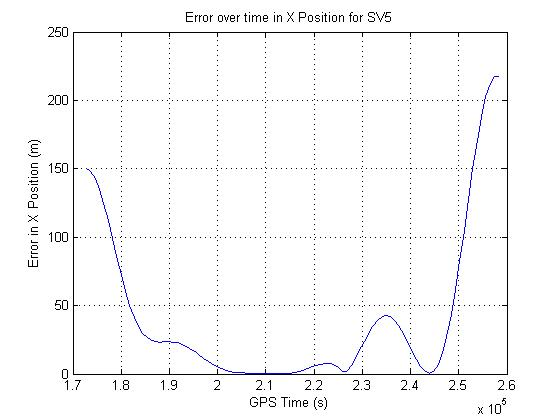 Error over time in X Position for SV5
250
200
150
100
50
0
Error in X Position (m)
1.7 1.8 1.9 2 2.1 2.2 2.3 2.4 2.5 2.6
GPS Time (s)
x 10^5